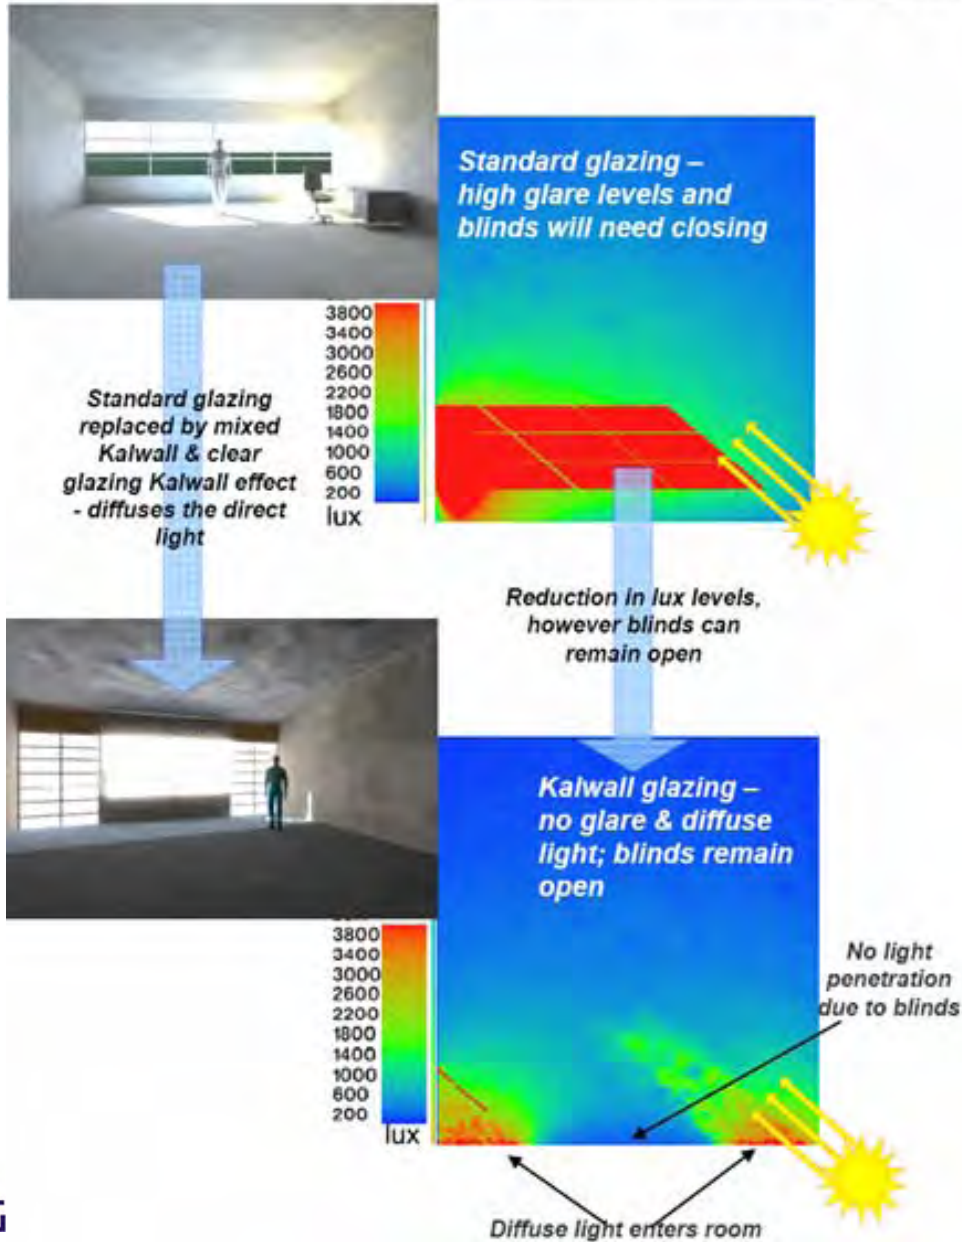 Standard glazing –
high glare levels and
blinds will need closing
3800
3400
3000
2600
2200
1800
1400
1000
600
200
lux
Standard glazing
replaced by mixed
Kalwall & clear
glazing Kalwall effect
- diffuses the direct
light
Reduction in lux levels,
however blinds can
remain open
Kalwall glazing –
no glare & diffuse
light; blinds remain
open
3800
3400
3000
2600
2200
1800
1400
1000
600
200
lux
No light
penetration
due to blinds
Diffuse light enters room